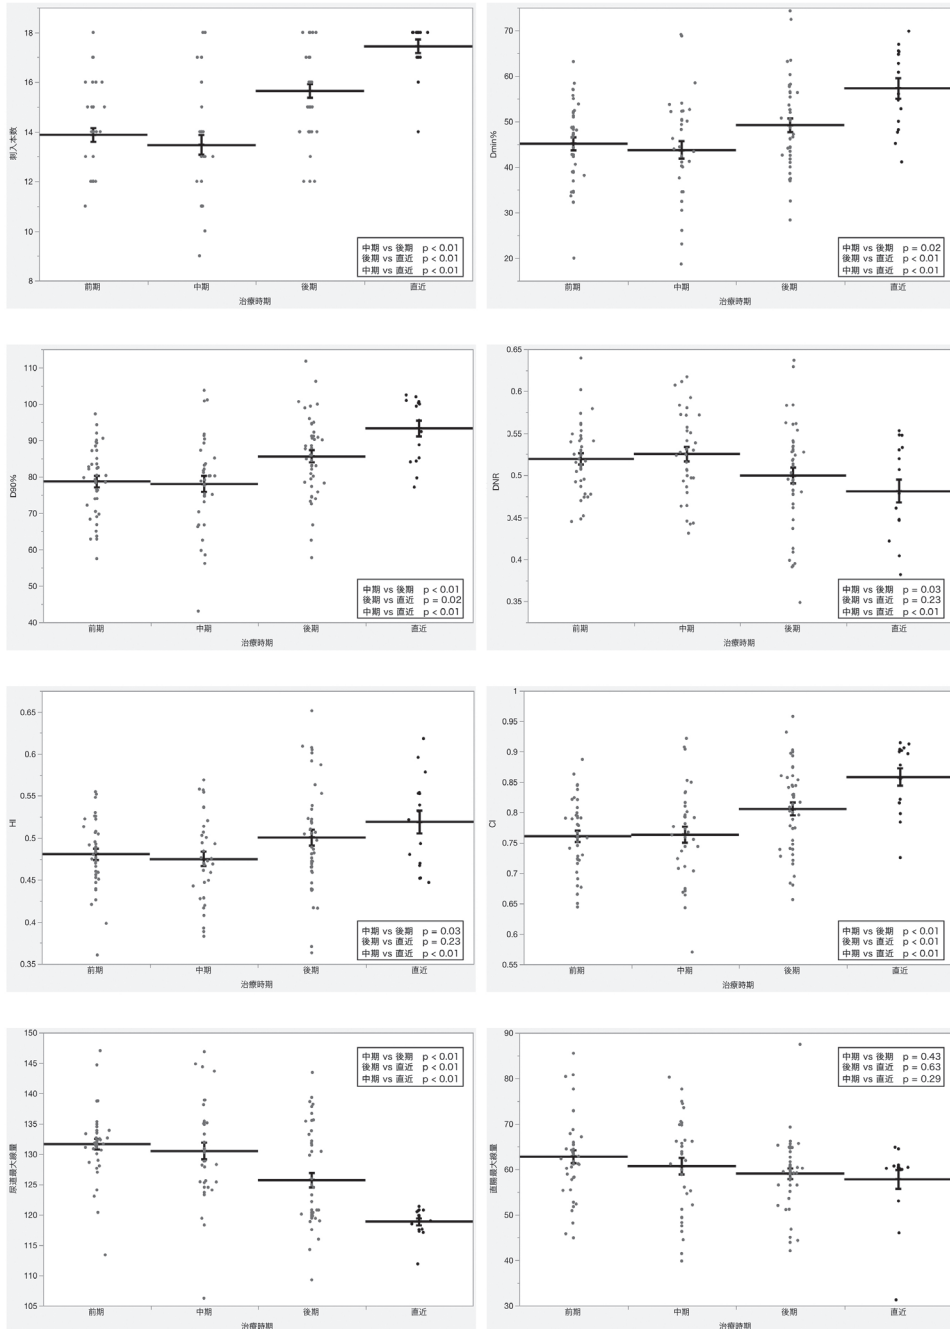 刺入本数
18
16
14
12
10
8
前期
中期
後期
直近
治療時期
中期 vs 後期 p < 0.01
後期 vs 直近 p < 0.01
中期 vs 直近 p < 0.01
Dmin%
70
60
50
40
30
20
前期
中期
後期
直近
治療時期
中期 vs 後期 p = 0.02
後期 vs 直近 p < 0.01
中期 vs 直近 p < 0.01
D90%
110
100
90
80
70
60
50
40
前期
中期
後期
直近
治療時期
中期 vs 後期 p < 0.01
後期 vs 直近 p = 0.02
中期 vs 直近 p < 0.01
DNR
0.65
0.6
0.55
0.5
0.45
0.4
0.35
前期
中期
後期
直近
治療時期
中期 vs 後期 p = 0.03
後期 vs 直近 p = 0.23
中期 vs 直近 p < 0.01
HI
0.65
0.6
0.55
0.5
0.45
0.4
0.35
前期
中期
後期
直近
治療時期
中期 vs 後期 p = 0.03
後期 vs 直近 p = 0.23
中期 vs 直近 p < 0.01
CI
1
0.95
0.9
0.85
0.8
0.75
0.7
0.65
0.6
0.55
前期
中期
後期
直近
治療時期
中期 vs 後期 p < 0.01
後期 vs 直近 p < 0.01
中期 vs 直近 p < 0.01
尿道最大線量
150
145
140
135
130
125
120
115
110
105
前期
中期
後期
直近
治療時期
中期 vs 後期 p < 0.01
後期 vs 直近 p < 0.01
中期 vs 直近 p < 0.01
直腸最大線量
90
80
70
60
50
40
30
前期
中期
後期
直近
治療時期
中期 vs 後期 p = 0.43
後期 vs 直近 p = 0.63
中期 vs 直近 p = 0.29